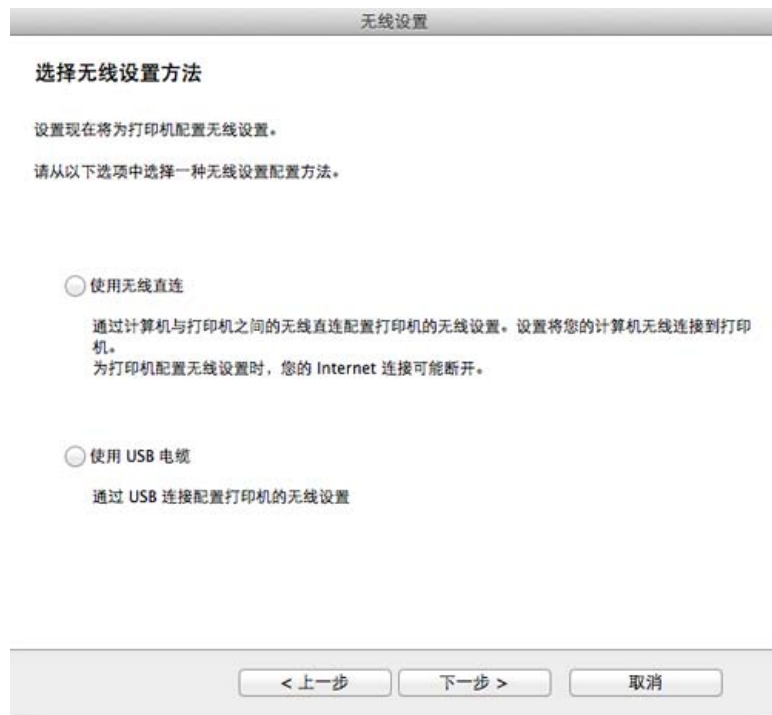 无线设置
选择无线设置方法
设置现在将为打印机配置无线设置。
请从以下选项中选择一种无线设置配置方法。
使用无线直连
通过计算机与打印机之间的无线直连配置打印机的无线设置。设置将您的计算机无线连接到打印
机。
为打印机配置无线设置时，您的 Internet 连接可能断开。
使用 USB 电缆
通过 USB 连接配置打印机的无线设置
< 上一步 下一步 > 取消